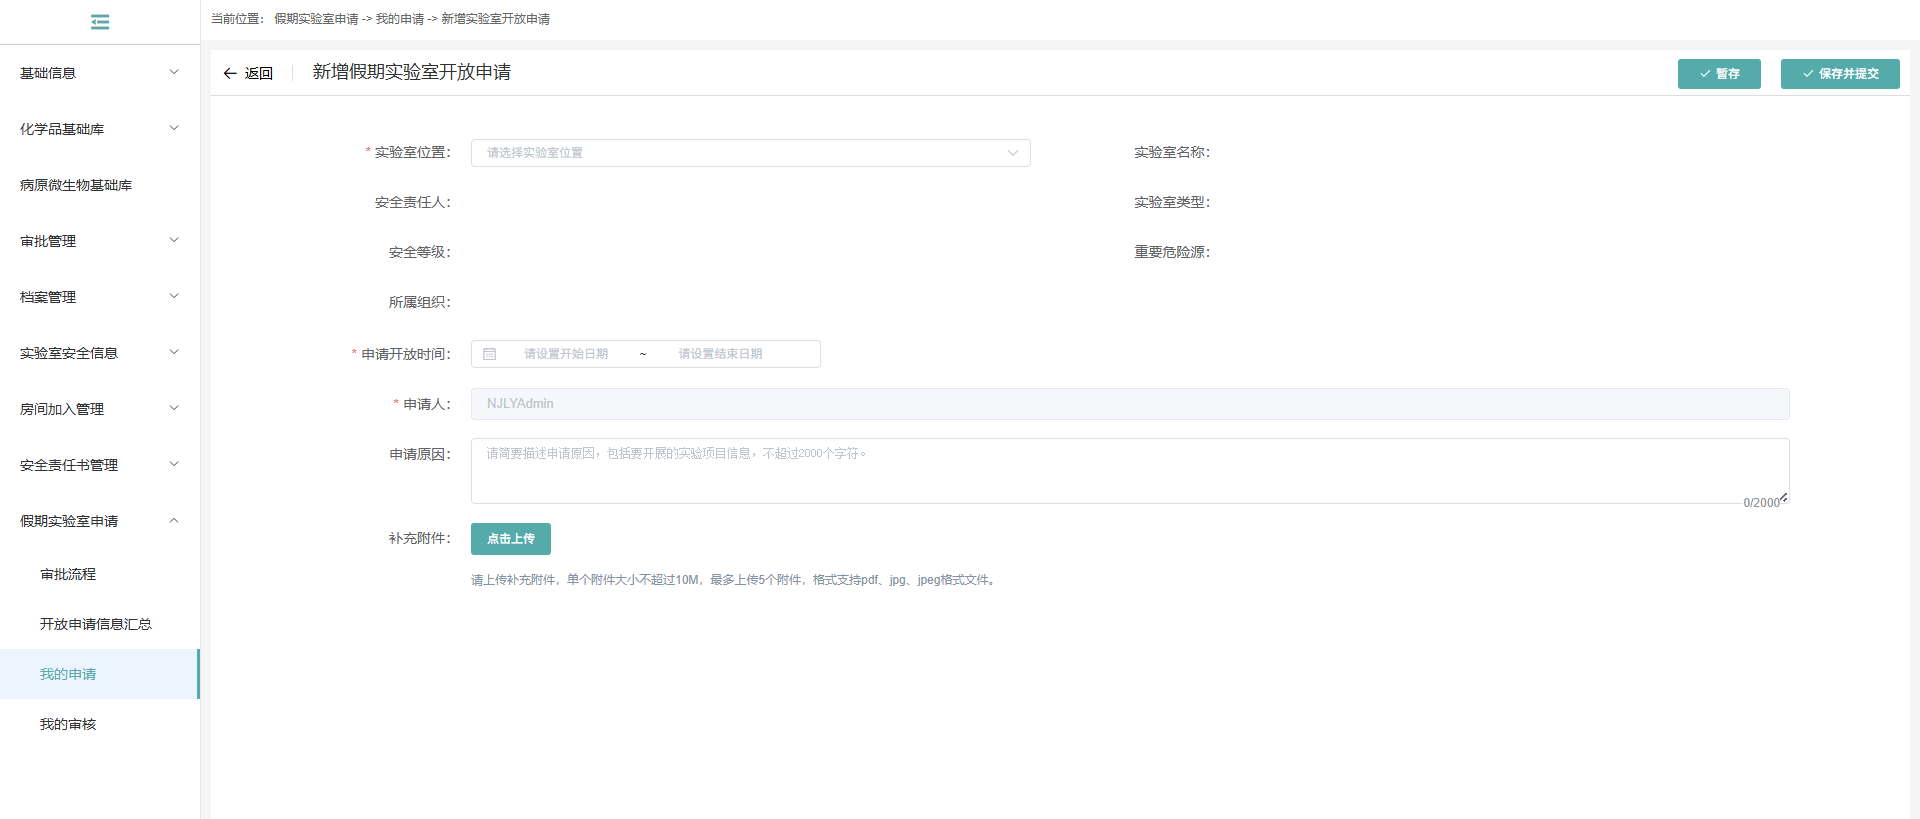 当前位置： 假期实验室申请 -> 我的申请 -> 新增实验室开放申请
基础信息
化学品基础库
病原微生物基础库
审批管理
档案管理
实验室安全信息
房间加入管理
安全责任书管理
假期实验室申请
审批流程
开放申请信息汇总
我的申请
我的审核
返回
新增假期实验室开放申请
暂存
保存并提交
* 实验室位置：
请选择实验室位置
实验室名称：
安全责任人：
实验室类型：
安全等级：
重要危险源：
所属组织：
* 申请开放时间：
请设置开始日期 ~ 请设置结束日期
* 申请人：
NJLYAdmin
申请原因：
请简要描述申请原因，包括要开展的实验项目信息，不超过2000个字符。
0/2000
补充附件：
点击上传
请上传补充附件，单个附件大小不超过10M，最多上传5个附件，格式支持pdf、jpg、jpeg格式文件。